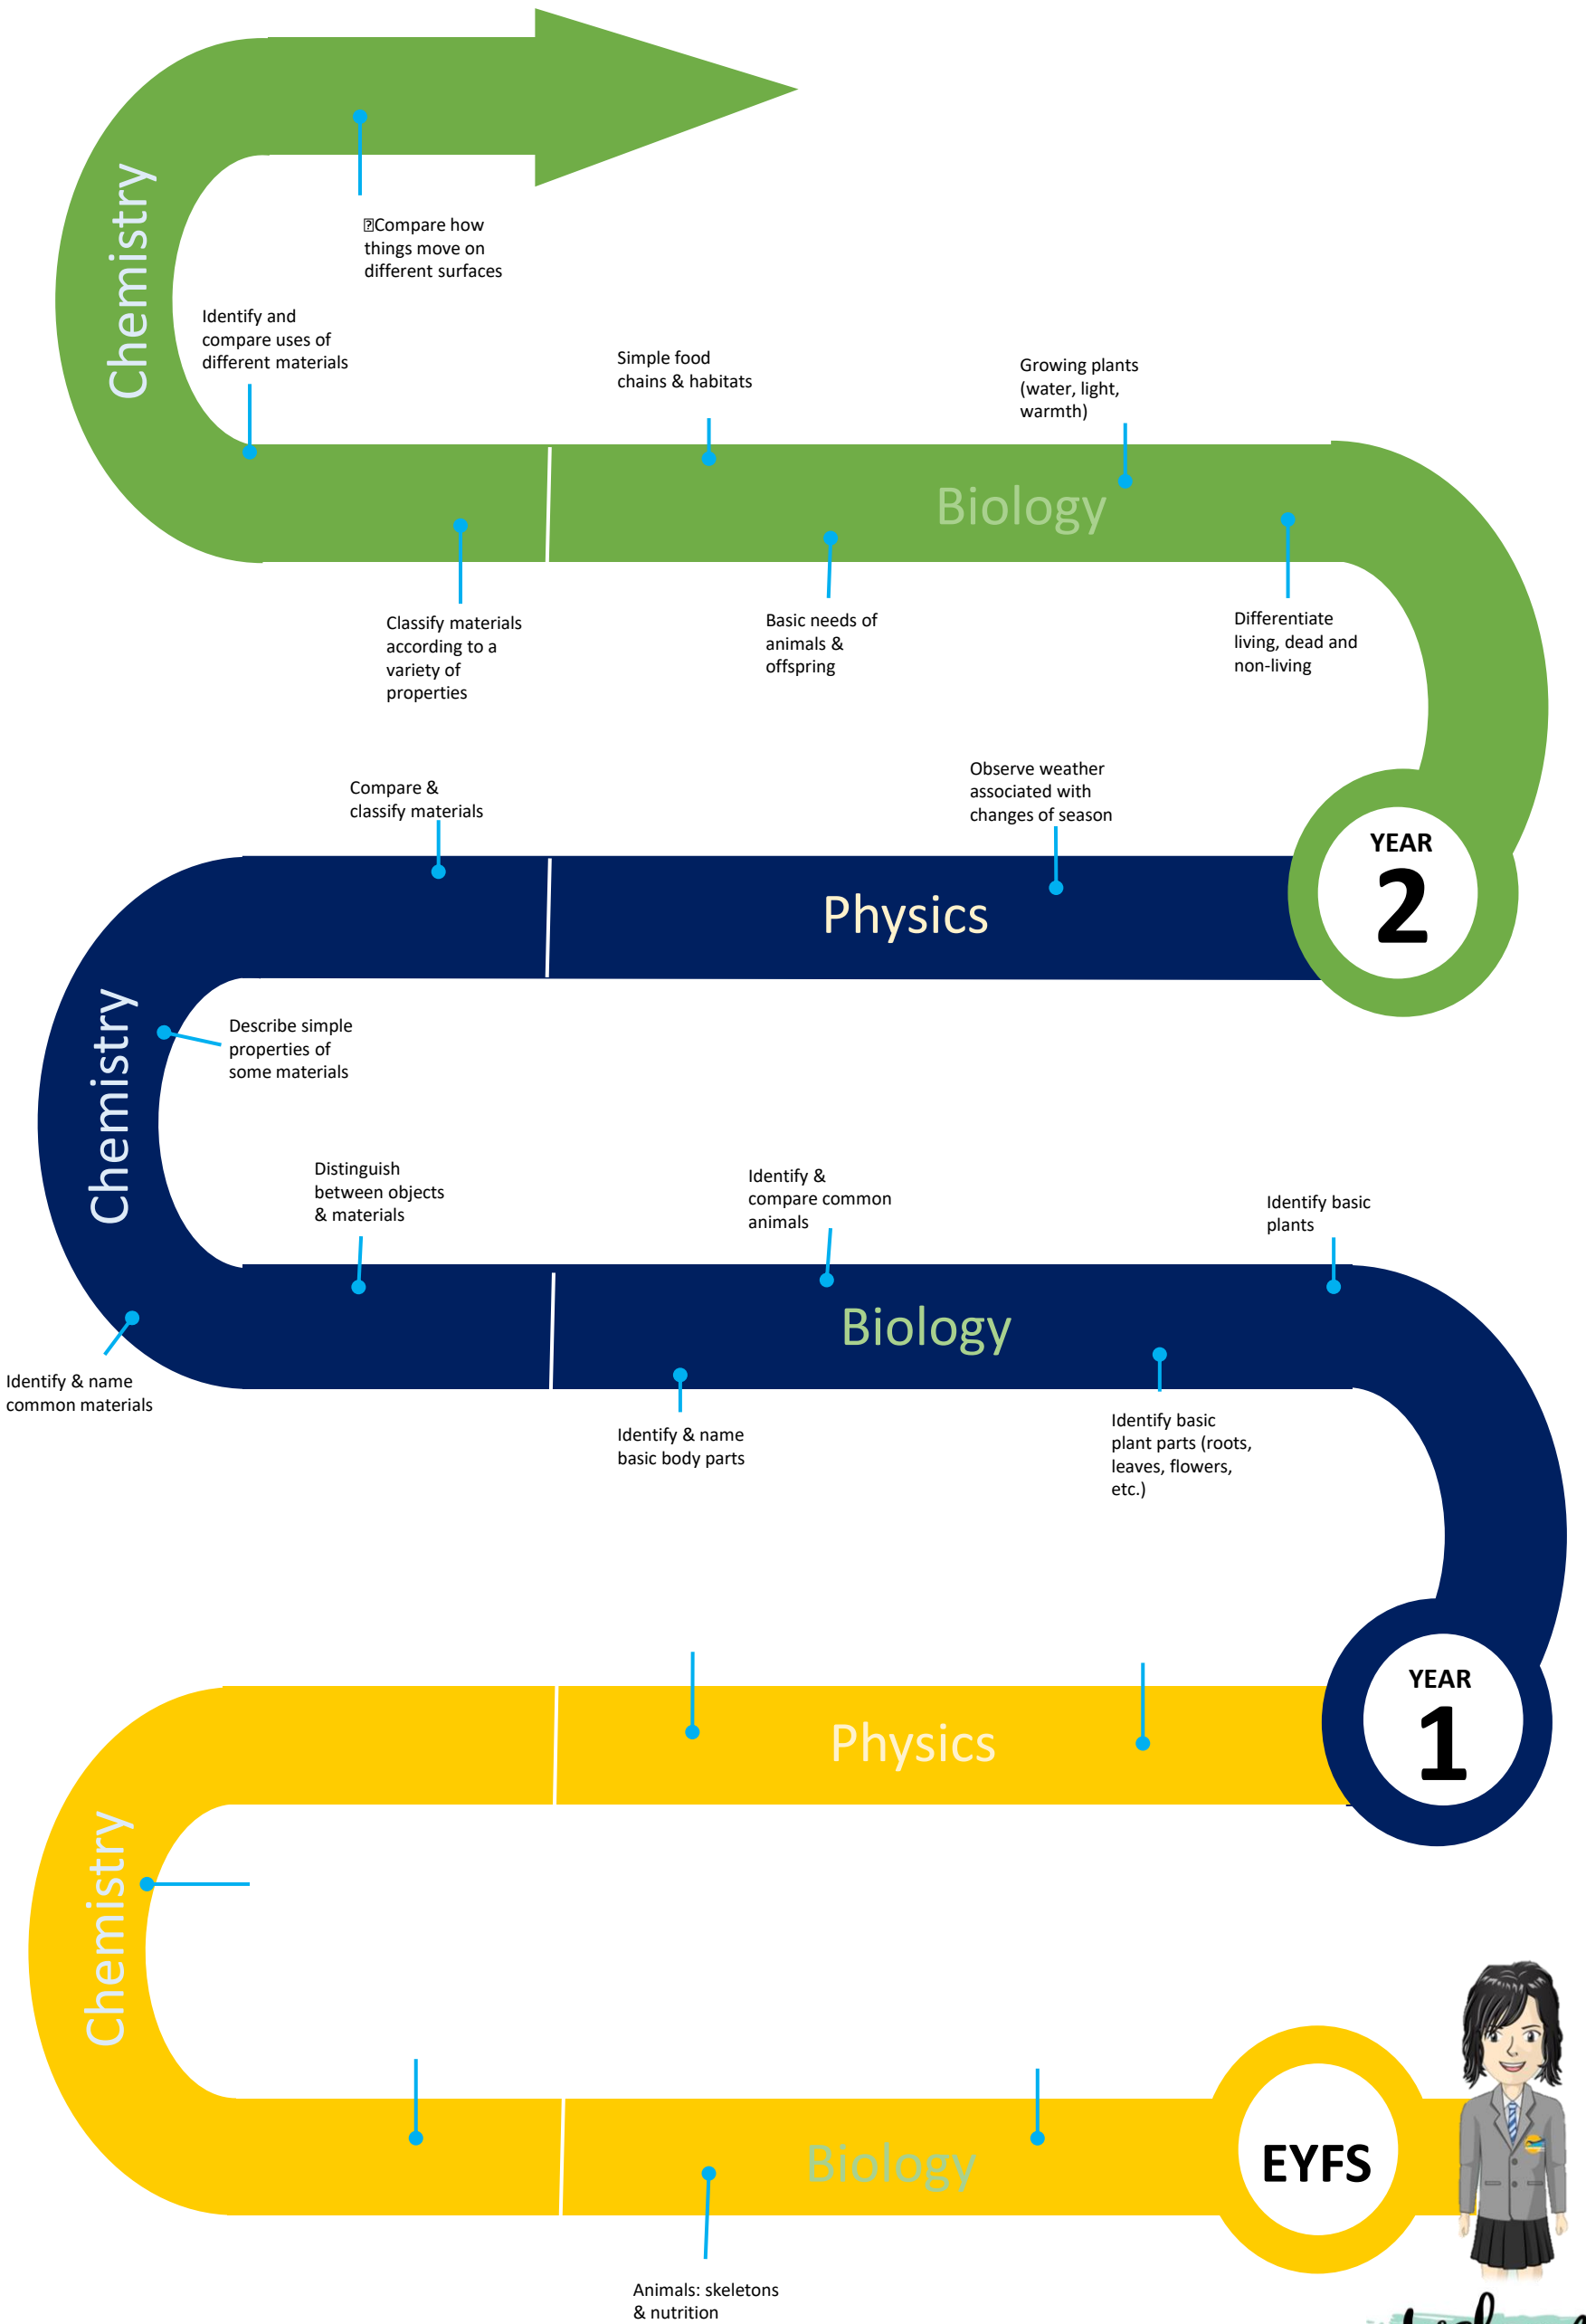 Chemistry
Compare how
things move on
different surfaces
Identify and
compare uses of
different materials
Simple food
chains & habitats
Growing plants
(water, light,
warmth)
Biology
Classify materials
according to a
variety of
properties
Basic needs of
animals &
offspring
Differentiate
living, dead and
non-living
Compare &
classify materials
Observe weather
associated with
changes of season
YEAR
2
Physics
Chemistry
Describe simple
properties of
some materials
Distinguish
between objects
& materials
Identify &
compare common
animals
Identify basic
plants
Biology
Identify & name
common materials
Identify & name
basic body parts
Identify basic
plant parts (roots,
leaves, flowers,
etc.)
YEAR
1
Physics
Chemistry
Biology
EYFS
Animals: skeletons
& nutrition